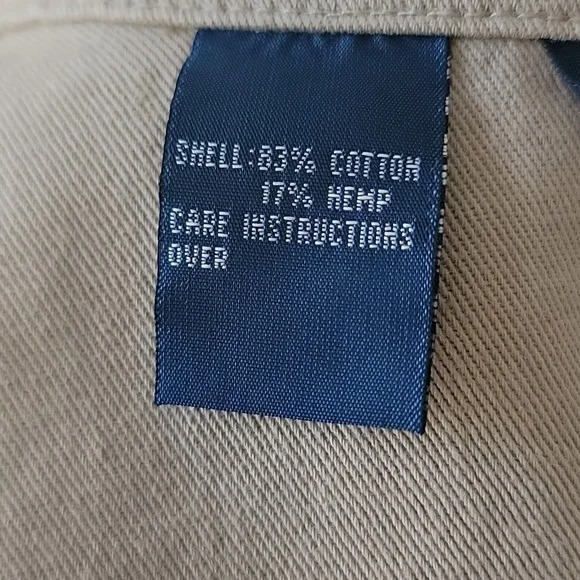 SHELL:83% COTTON
17% HEMP
CARE INSTRUCTIONS
OVER